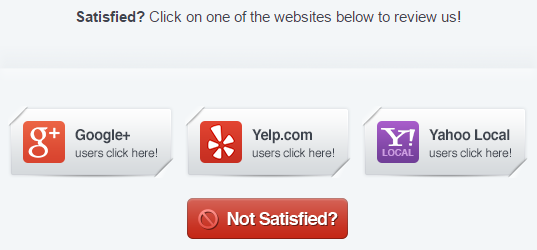 Satisfied? Click on one of the websites below to review us!
g+ Google+
users click here!
Yelp.com
users click here!
Y! LOCAL Yahoo Local
users click here!
Not Satisfied?